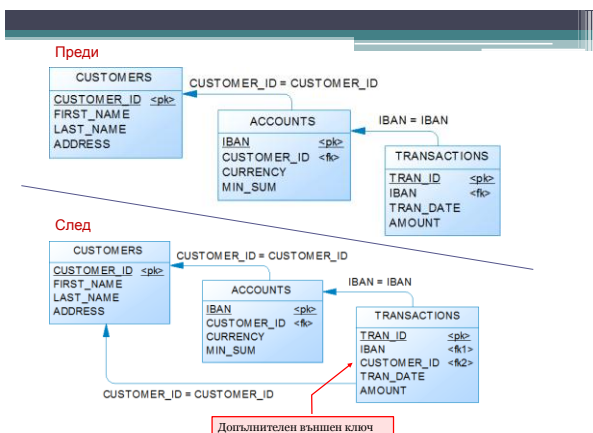 Преди
CUSTOMERS
CUSTOMER_ID <pk>
FIRST_NAME
LAST_NAME
ADDRESS
CUSTOMER_ID = CUSTOMER_ID
ACCOUNTS
IBAN <pk>
CUSTOMER_ID <fk>
CURRENCY
MIN_SUM
IBAN = IBAN
TRANSACTIONS
TRAN_ID <pk>
IBAN <fk>
TRAN_DATE
AMOUNT
След
CUSTOMERS
CUSTOMER_ID <pk>
FIRST_NAME
LAST_NAME
ADDRESS
CUSTOMER_ID = CUSTOMER_ID
ACCOUNTS
IBAN <pk>
CUSTOMER_ID <fk>
CURRENCY
MIN_SUM
IBAN = IBAN
TRANSACTIONS
TRAN_ID <pk>
IBAN <fk1>
CUSTOMER_ID <fk2>
TRAN_DATE
AMOUNT
CUSTOMER_ID = CUSTOMER_ID
Допълнителен външен ключ